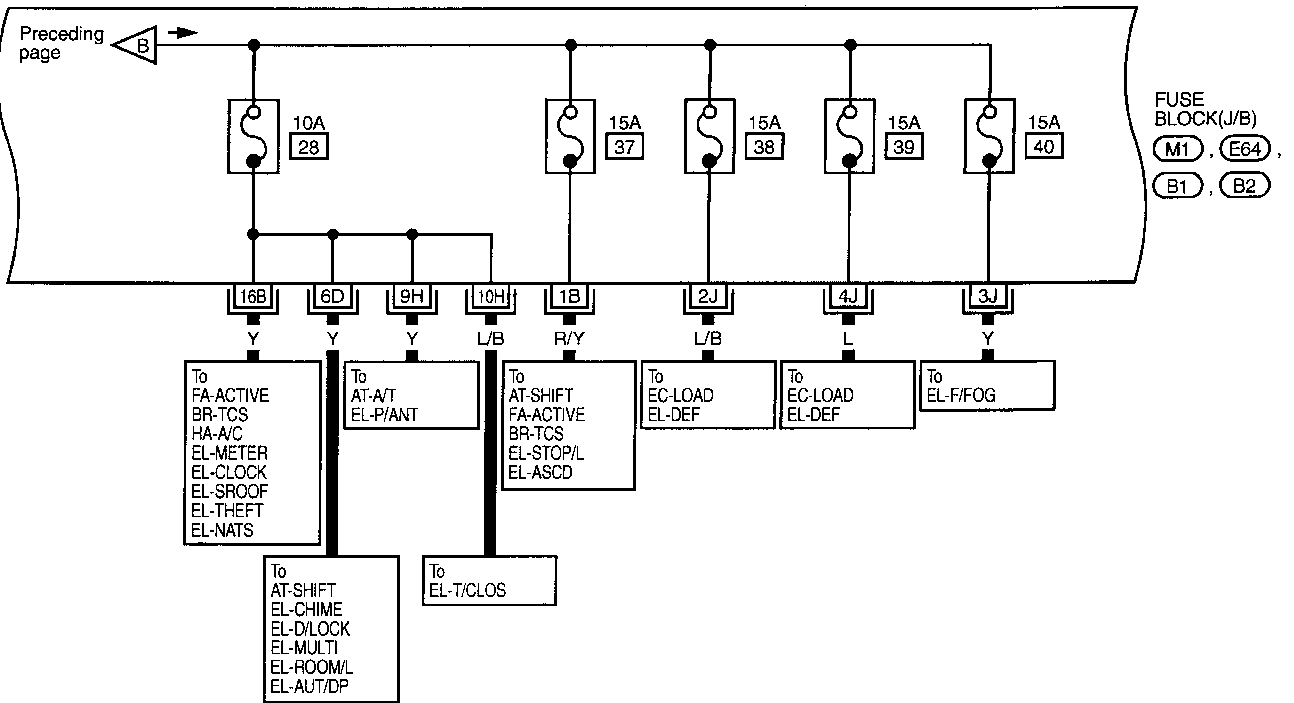 Preceding
page
B
10A
28
15A
37
15A
38
15A
39
15A
40
FUSE
BLOCK(J/B)
M1 , E64 ,
B1 , B2
16B 6D 9H 10H 1B 2J 4J 3J
Y Y Y L/B R/Y L/B L Y
To
FA-ACTIVE
BR-TCS
HA-A/C
EL-METER
EL-CLOCK
EL-SROOF
EL-THEFT
EL-NATS
To
AT-A/T
EL-P/ANT
To
AT-SHIFT
FA-ACTIVE
BR-TCS
EL-STOP/L
EL-ASCD
To
EC-LOAD
EL-DEF
To
EC-LOAD
EL-DEF
To
EL-F/FOG
To
AT-SHIFT
EL-CHIME
EL-D/LOCK
EL-MULTI
EL-ROOM/L
EL-AUT/DP
To
EL-T/CLOS